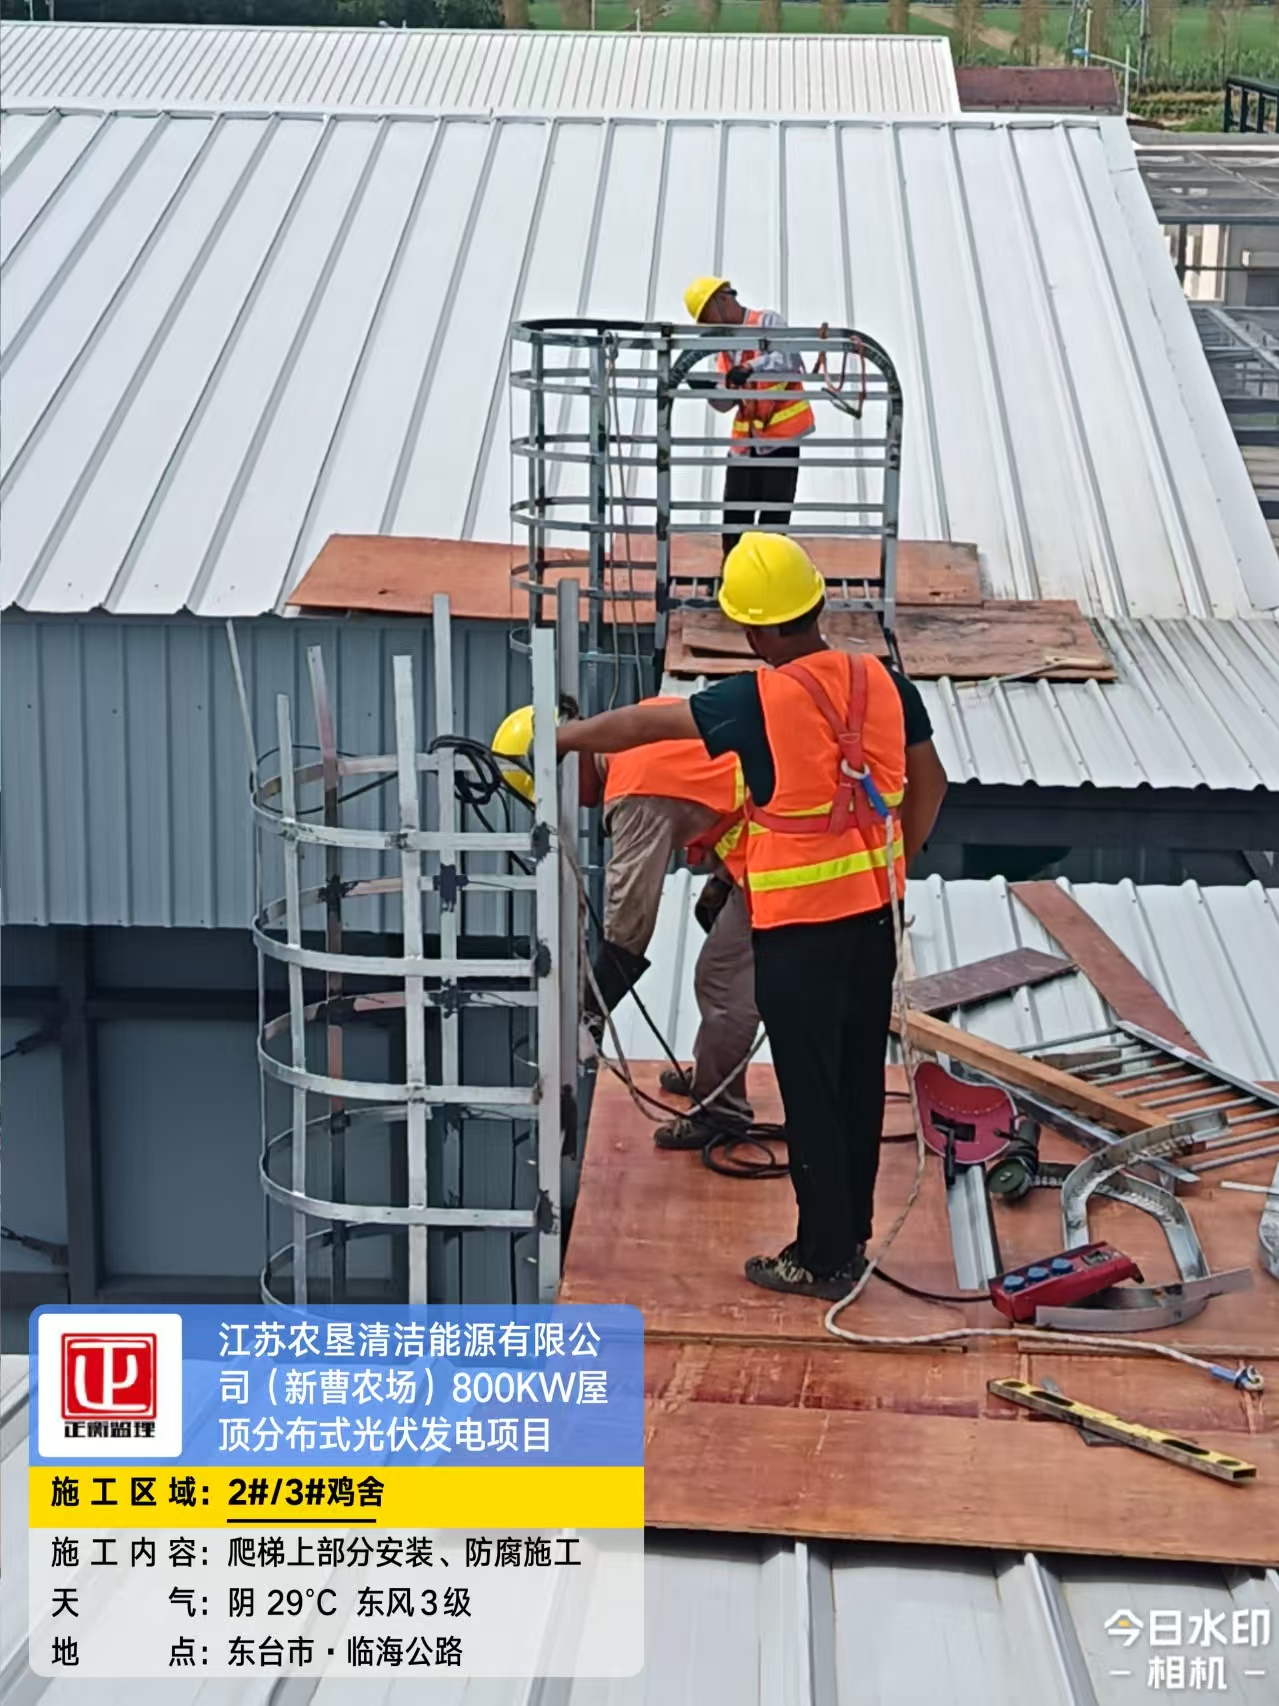 江苏农垦清洁能源有限公
司（新曹农场）800KW屋
顶分布式光伏发电项目
正衡监理
施工区域：2#/3#鸡舍
施工内容：爬梯上部分安装、防腐施工
天气：阴 29℃ 东风3级
地点：东台市·临海公路
今日水印
相机